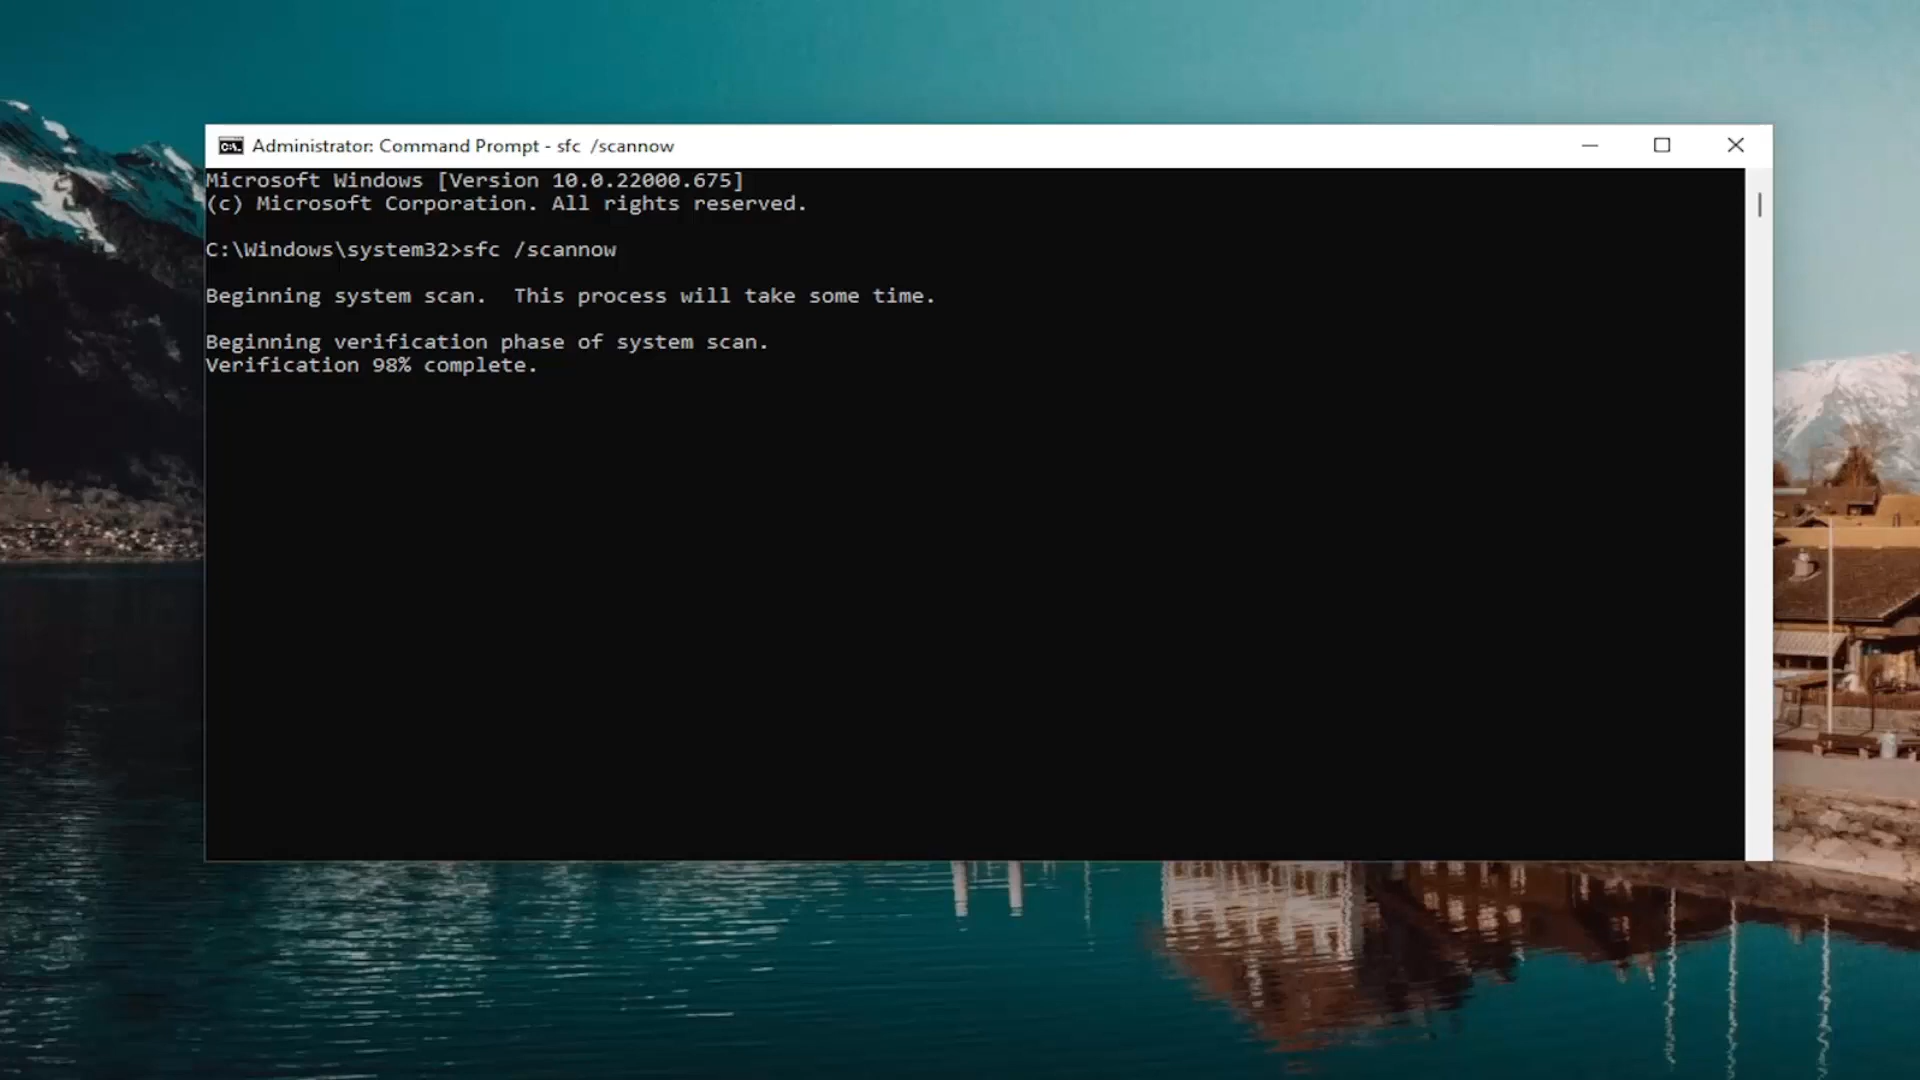 Administrator: Command Prompt - sfc  /scannow
Microsoft Windows [Version 10.0.22000.675]
(c) Microsoft Corporation. All rights reserved.
C:\Windows\system32>sfc /scannow
Beginning system scan.  This process will take some time.
Beginning verification phase of system scan.
Verification 98% complete.